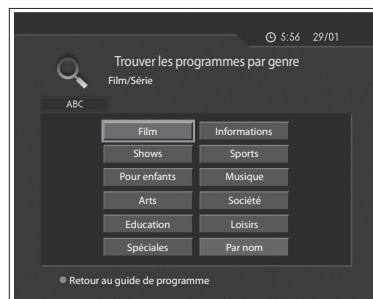 5:56 29/01
Trouver les programmes par genre
Film/Série
ABC
Film Informations
Shows Sports
Pour enfants Musique
Arts Société
Education Loisirs
Spéciales Par nom
Retour au guide de programme